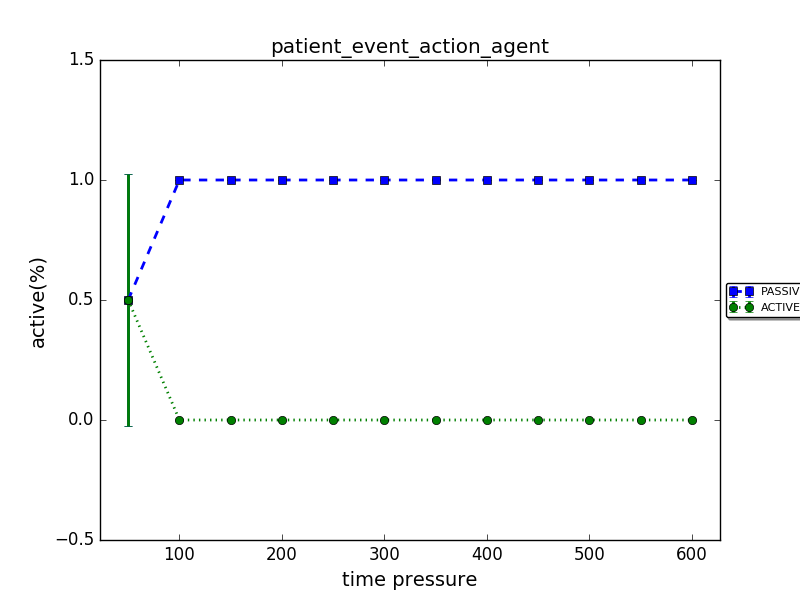 patient_event_action_agent
1.5
1.0
0.5
0.0
−0.5
active(%)
100 200 300 400 500 600
time pressure
PASSIV
ACTIVE